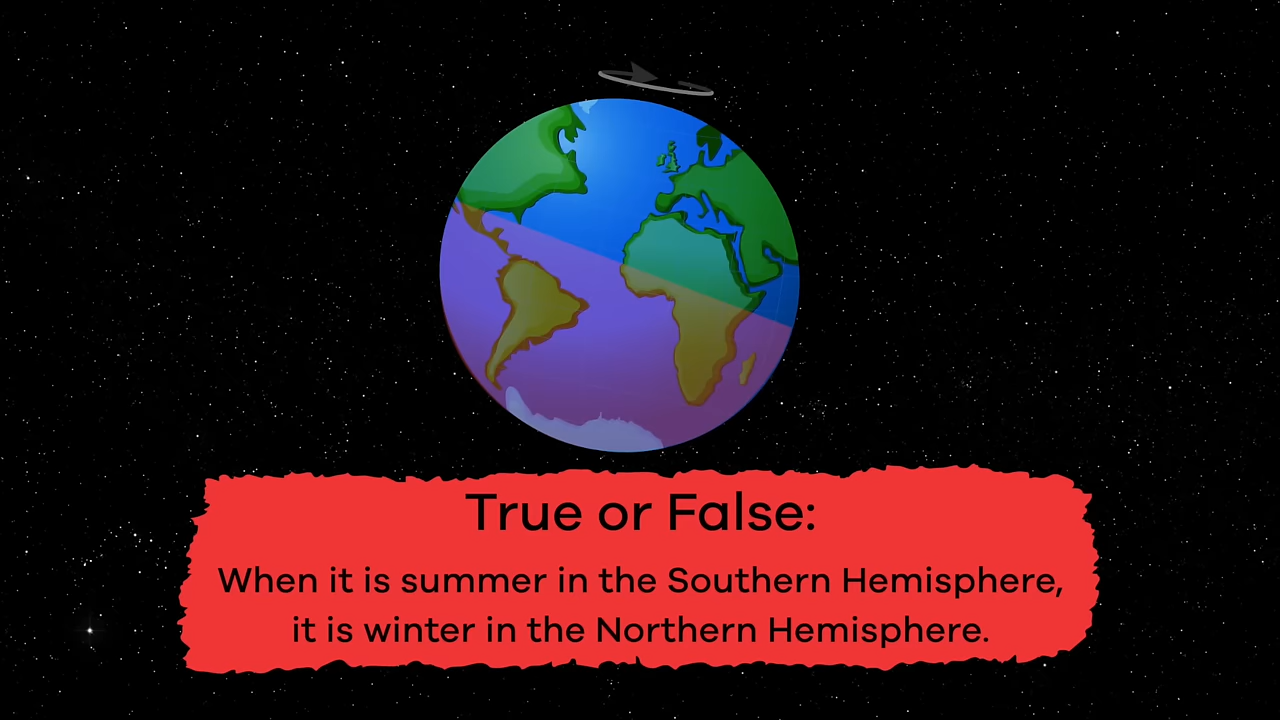 True or False:
When it is summer in the Southern Hemisphere,
it is winter in the Northern Hemisphere.